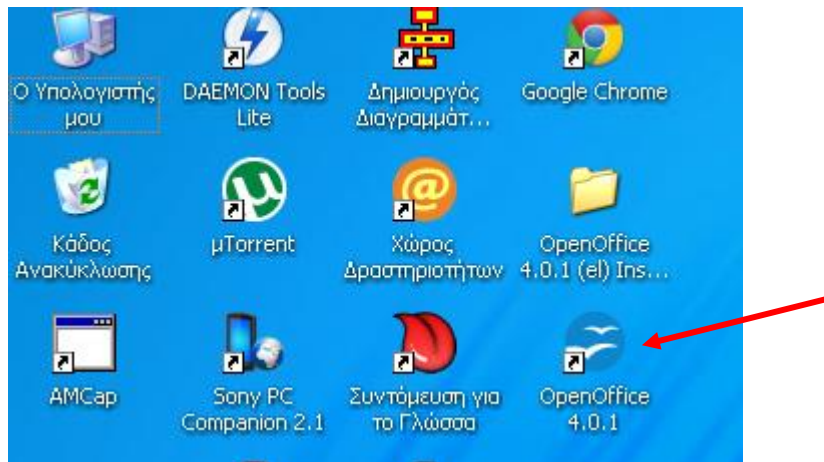 Ο Υπολογιστής
μου
DAEMON Tools
Lite
Δημιουργός
Διαγραμμάτ...
Google Chrome
Κάδος
Ανακύκλωσης
μTorrent
Χώρος
Δραστηριοτήτων
OpenOffice
4.0.1 (el) Ins...
AMCap
Sony PC
Companion 2.1
Συντόμευση για
το Γλώσσα
OpenOffice
4.0.1